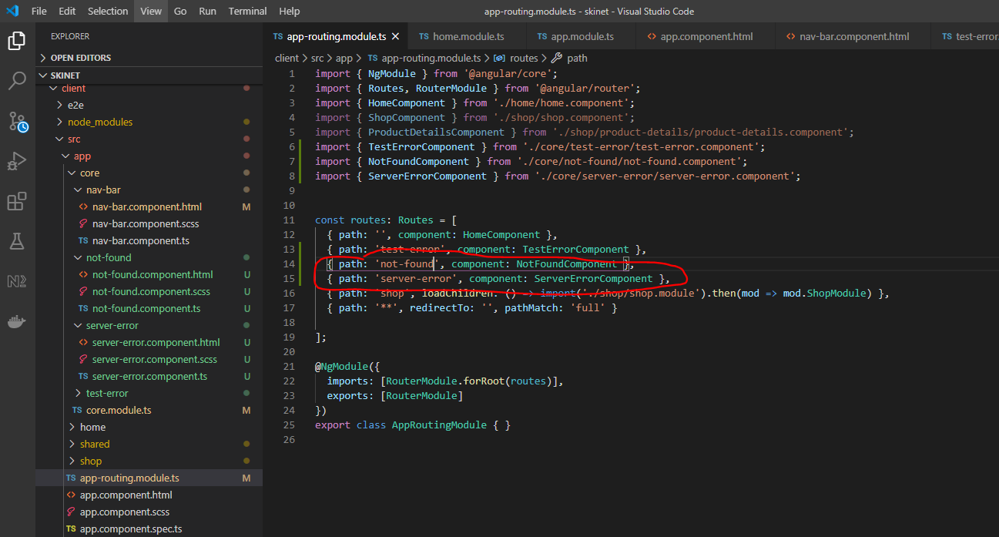 File Edit Selection View Go Run Terminal Help app-routing.module.ts - skinet - Visual Studio Code
EXPLORER
OPEN EDITORS
SKINET
client
e2e
node_modules
src
app
core
nav-bar
nav-bar.component.html M
nav-bar.component.scss
TS nav-bar.component.ts
not-found
not-found.component.html U
not-found.component.scss U
TS not-found.component.ts U
server-error
server-error.component.html U
server-error.component.scss U
TS server-error.component.ts U
test-error
TS core.module.ts M
home
shared
shop
TS app-routing.module.ts M
app.component.html
app.component.scss
TS app.component.spec.ts
TS app-routing.module.ts TS home.module.ts TS app.module.ts <> app.component.html <> nav-bar.component.html TS test-error.
client > src > app > TS app-routing.module.ts > routes > path
1 import { NgModule } from '@angular/core';
2 import { Routes, RouterModule } from '@angular/router';
3 import { HomeComponent } from './home/home.component';
4 import { ShopComponent } from './shop/shop.component';
5 import { ProductDetailsComponent } from './shop/product-details/product-details.component';
6 import { TestErrorComponent } from './core/test-error/test-error.component';
7 import { NotFoundComponent } from './core/not-found/not-found.component';
8 import { ServerErrorComponent } from './core/server-error/server-error.component';
9
10
11 const routes: Routes = [
12 { path: '', component: HomeComponent },
13 { path: 'test-error', component: TestErrorComponent },
14 { path: 'not-found', component: NotFoundComponent },
15 { path: 'server-error', component: ServerErrorComponent },
16 { path: 'shop', loadChildren: () => import('./shop/shop.module').then(mod => mod.ShopModule) },
17 { path: '**', redirectTo: '', pathMatch: 'full' }
18
19 ];
20
21 @NgModule({
22 imports: [RouterModule.forRoot(routes)],
23 exports: [RouterModule]
24 })
25 export class AppRoutingModule { }
26